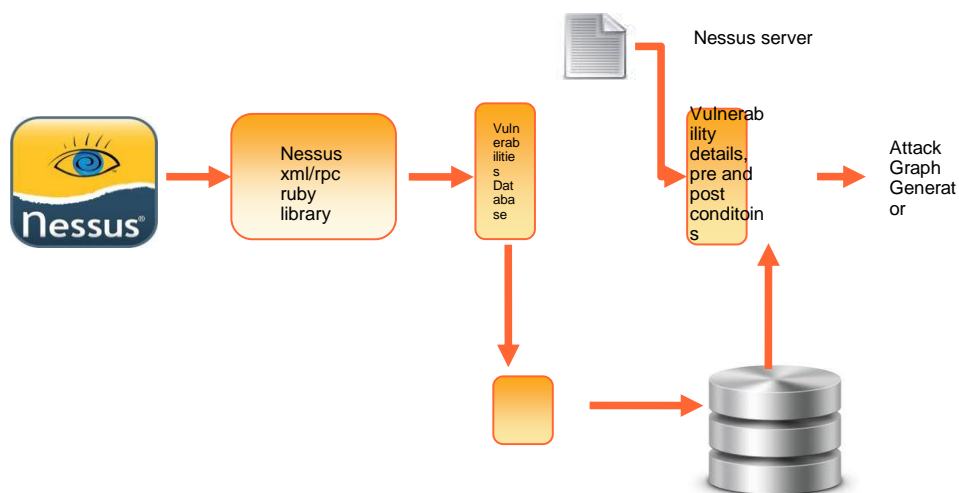 Nessus server
Nessus®
Nessus
xml/rpc
ruby
library
Vuln
erab
ilitie
s
Dat
aba
se
Vulnerab
ility
details,
pre and
post
conditoin
s
Attack
Graph
Generat
or